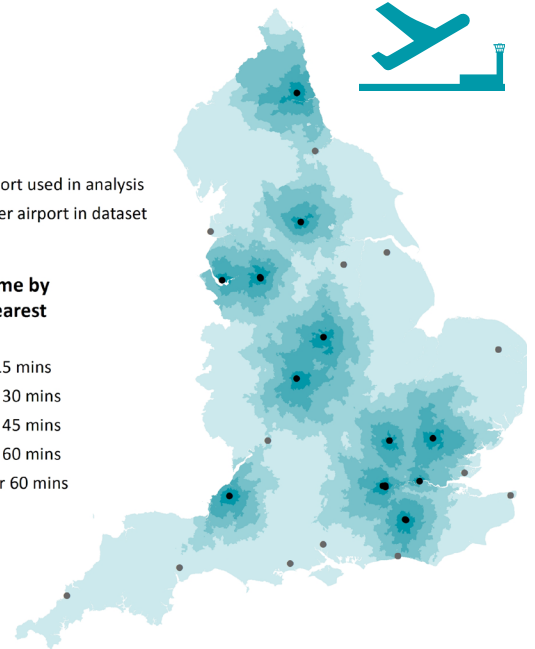 ort used in analysis
er airport in dataset
me by
earest
.5 mins
30 mins
45 mins
60 mins
r 60 mins